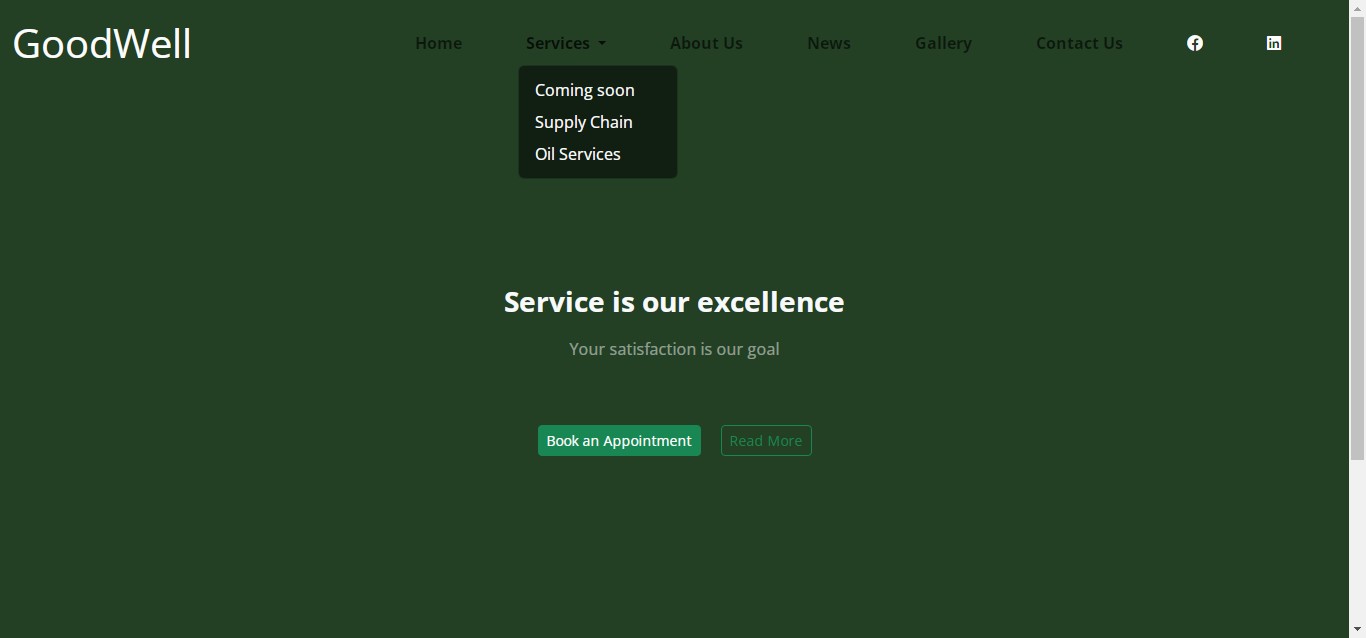 GoodWell
Home Services About Us News Gallery Contact Us
Coming soon
Supply Chain
Oil Services
Service is our excellence
Your satisfaction is our goal
Book an Appointment Read More